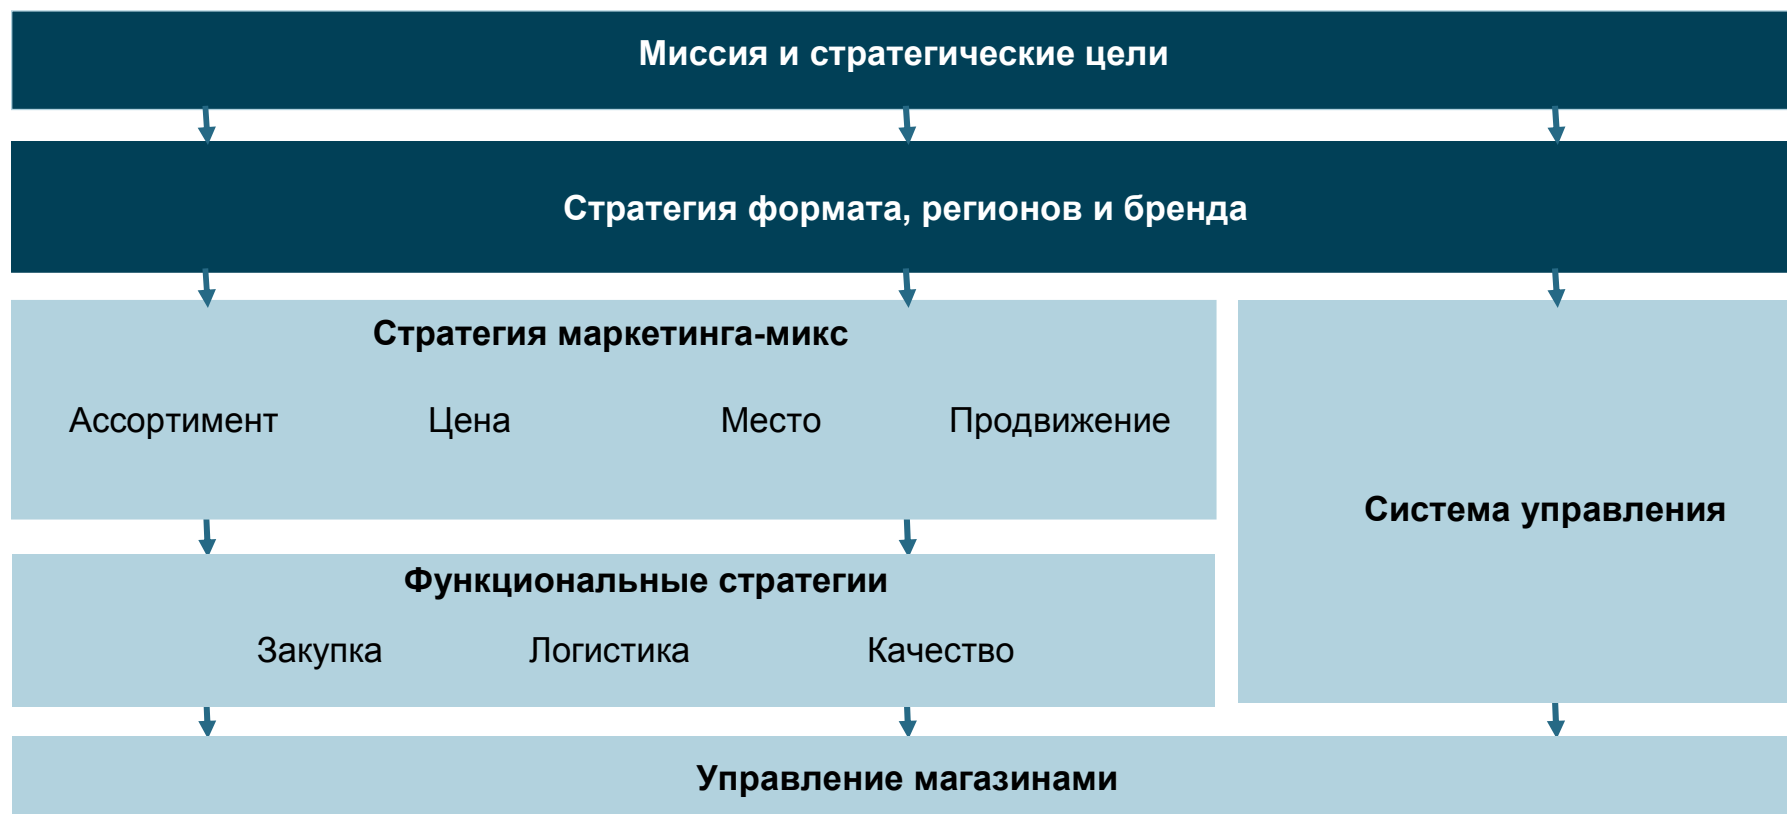 Миссия и стратегические цели
Стратегия формата, регионов и бренда
Стратегия маркетинга-микс
Ассортимент Цена Место Продвижение
Система управления
Функциональные стратегии
Закупка Логистика Качество
Управление магазинами